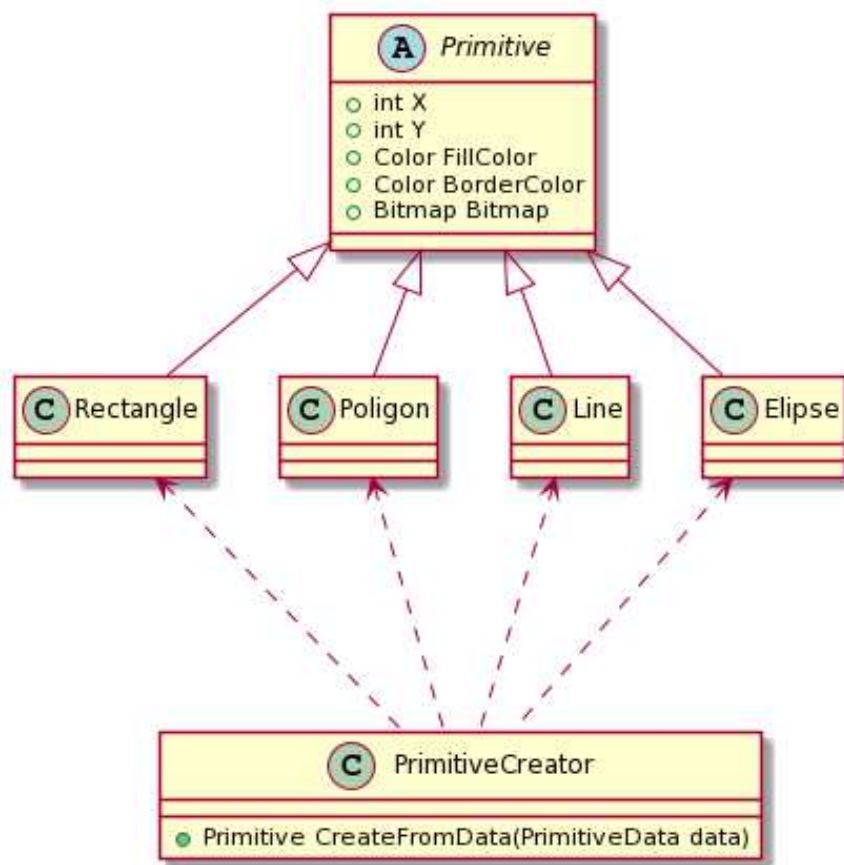 A Primitive
int X
int Y
Color FillColor
Color BorderColor
Bitmap Bitmap
C Rectangle
C Poligon
C Line
C Elipse
C PrimitiveCreator
Primitive CreateFromData(PrimitiveData data)